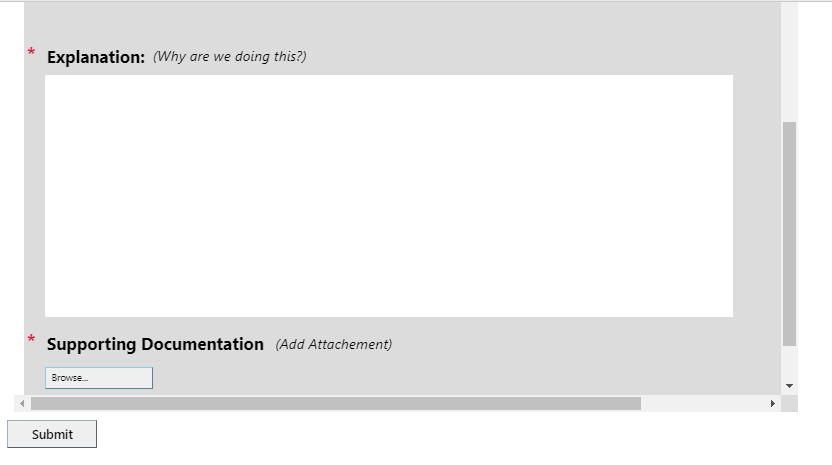 * Explanation: (Why are we doing this?)
* Supporting Documentation (Add Attachement)
Browse...
Submit